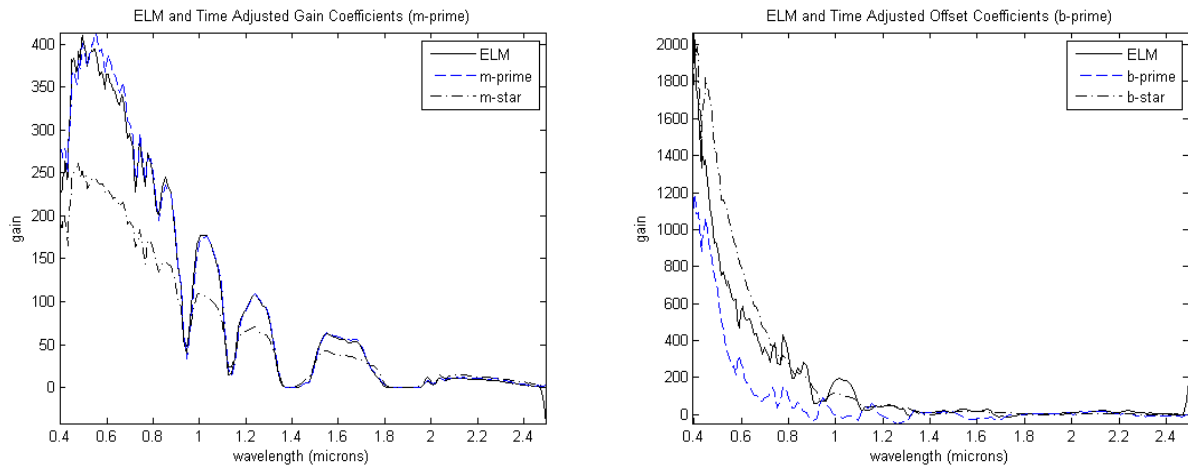 ELM and Time Adjusted Gain Coefficients (m-prime)
400
350
300
250
200
150
100
50
0
gain
ELM
m-prime
m-star
0.4 0.6 0.8 1 1.2 1.4 1.6 1.8 2 2.2 2.4
wavelength (microns)
ELM and Time Adjusted Offset Coefficients (b-prime)
2000
1800
1600
1400
1200
1000
800
600
400
200
0
gain
ELM
b-prime
b-star
0.4 0.6 0.8 1 1.2 1.4 1.6 1.8 2 2.2 2.4
wavelength (microns)